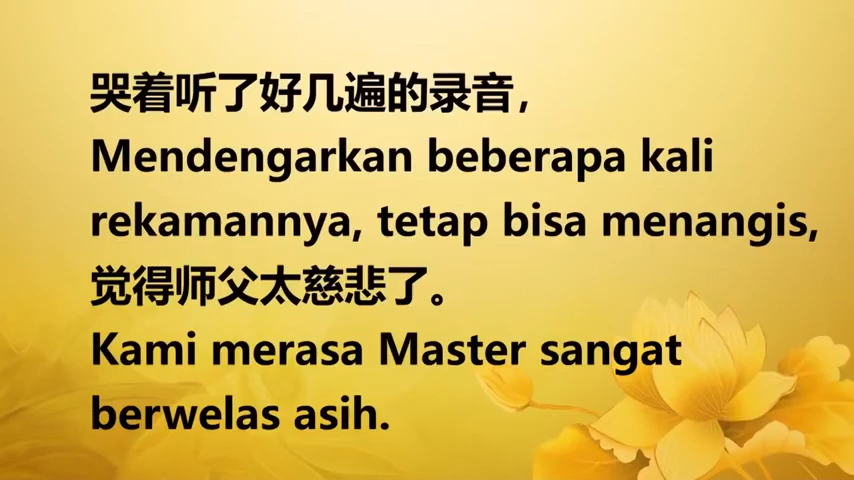 哭着听了好几遍的录音，
Mendengarkan beberapa kali
rekamannya, tetap bisa menangis,
觉得师父太慈悲了。
Kami merasa Master sangat
berwelas asih.